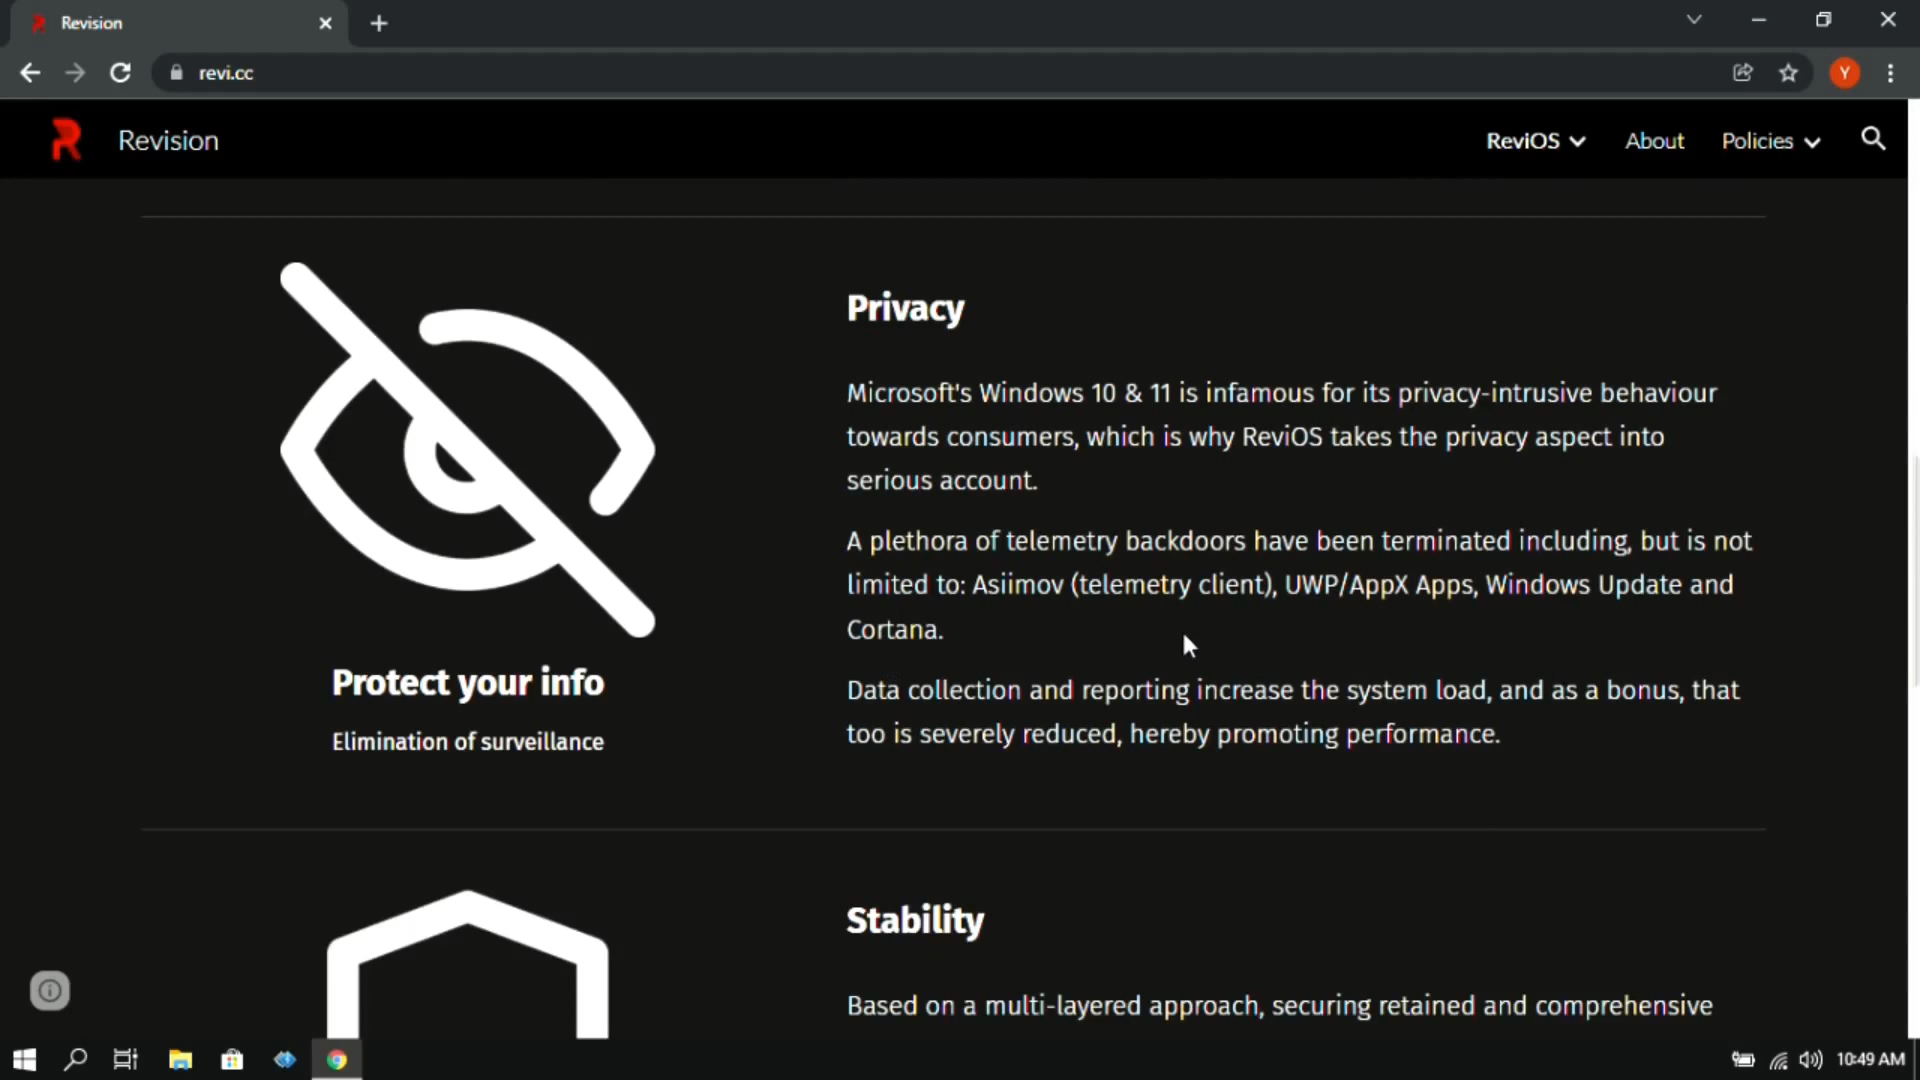 Revision
revi.cc
Y
Revision
ReviOS
About
Policies
Privacy
Microsoft's Windows 10 & 11 is infamous for its privacy-intrusive behaviour
towards consumers, which is why ReviOS takes the privacy aspect into
serious account.
A plethora of telemetry backdoors have been terminated including, but is not
limited to: Asiimov (telemetry client), UWP/AppX Apps, Windows Update and
Cortana.
Data collection and reporting increase the system load, and as a bonus, that
too is severely reduced, hereby promoting performance.
Protect your info
Elimination of surveillance
Stability
Based on a multi-layered approach, securing retained and comprehensive
10:49 AM